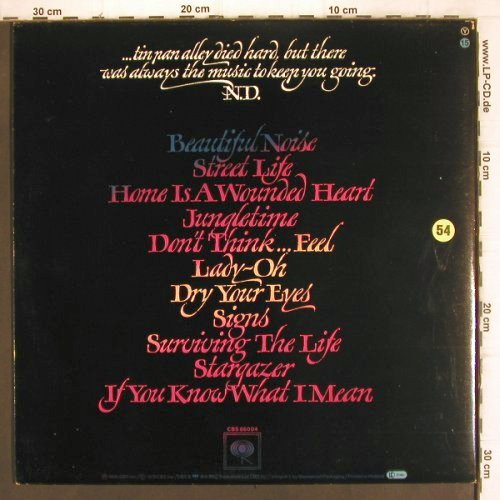 30 cm
20 cm
10 cm
www.LP-CD.de
...tin pan alley died hard, but there
was always the music to keep you going.
N.D.
15
Beautiful Noise
Street Life
Home Is A Wounded Heart
Jungletime
Don't Think... Feel
Lady-Oh
Dry Your Eyes
Signs
Surviving The Life
Stargazer
If You Know What I Mean
54
10 cm
20 cm
30 cm
CBS 86004